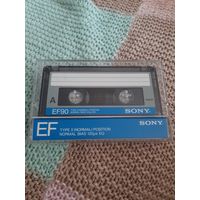 A
EF90
SONY
EF
TYPE I (NORMAL) POSITION
NORMAL BIAS 120μs EQ
SONY